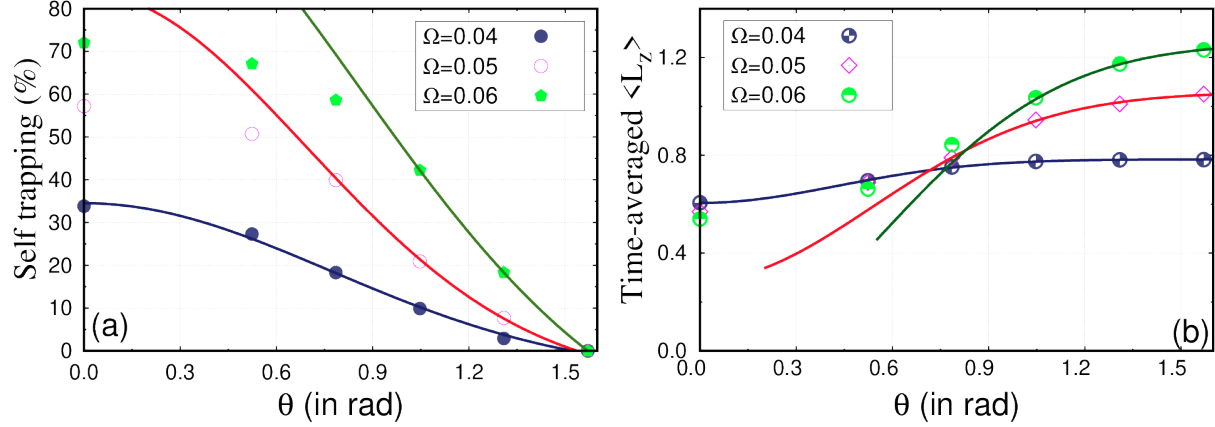 80
70
60
50
40
30
20
10
0
Self trapping (%)
Ω=0.04
Ω=0.05
Ω=0.06
(a)
0.0 0.3 0.6 0.9 1.2 1.5
θ (in rad)
1.2
0.8
0.4
0.0
Time-averaged <L_Z>
Ω=0.04
Ω=0.05
Ω=0.06
(b)
0.0 0.3 0.6 0.9 1.2 1.5
θ (in rad)